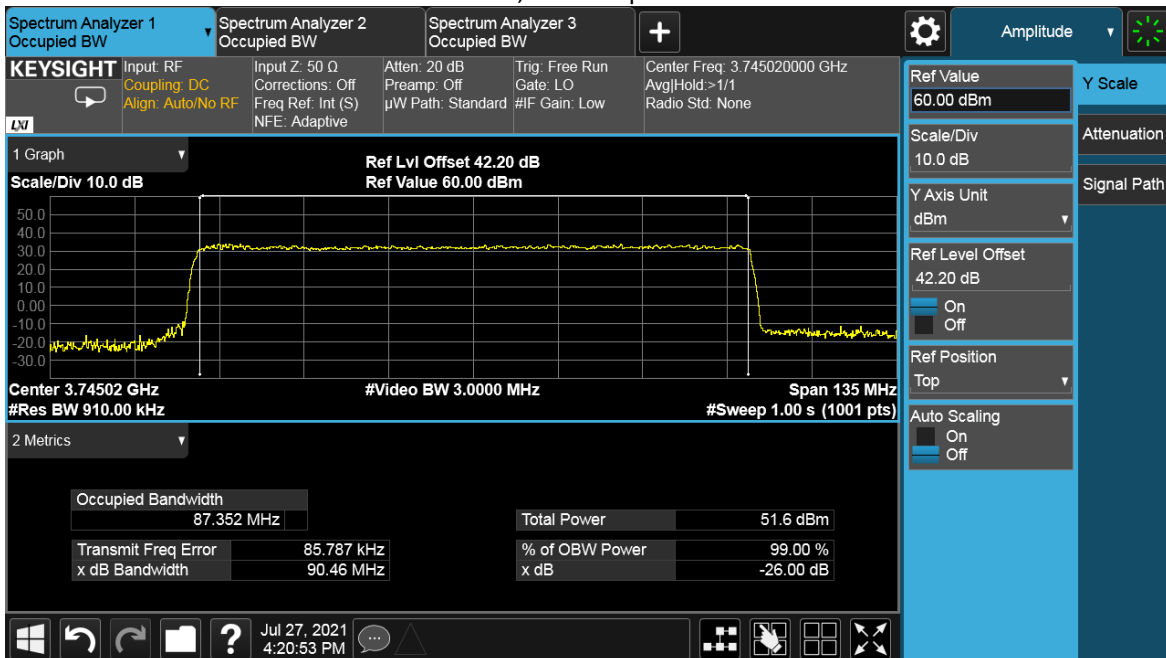 Spectrum Analyzer 1
Occupied BW
Spectrum Analyzer 2
Occupied BW
Spectrum Analyzer 3
Occupied BW
Amplitude
KEYSIGHT
LXI
Input: RF
Coupling: DC
Align: Auto/No RF
Input Z: 50 Ω
Corrections: Off
Freq Ref: Int (S)
NFE: Adaptive
Atten: 20 dB
Preamp: Off
µW Path: Standard
Trig: Free Run
Gate: LO
#IF Gain: Low
Center Freq: 3.745020000 GHz
Avg|Hold:>1/1
Radio Std: None
1 Graph
Scale/Div 10.0 dB
Ref Lvl Offset 42.20 dB
Ref Value 60.00 dBm
50.0
40.0
30.0
20.0
10.0
0.00
-10.0
-20.0
-30.0
Center 3.74502 GHz
#Res BW 910.00 kHz
#Video BW 3.0000 MHz
Span 135 MHz
#Sweep 1.00 s (1001 pts)
2 Metrics
Occupied Bandwidth
87.352 MHz
Transmit Freq Error 85.787 kHz
x dB Bandwidth 90.46 MHz
Total Power 51.6 dBm
% of OBW Power 99.00 %
x dB -26.00 dB
Ref Value
60.00 dBm
Scale/Div
10.0 dB
Y Axis Unit
dBm
Ref Level Offset
42.20 dB
On
Off
Ref Position
Top
Auto Scaling
On
Off
Y Scale
Attenuation
Signal Path
?
Jul 27, 2021
4:20:53 PM